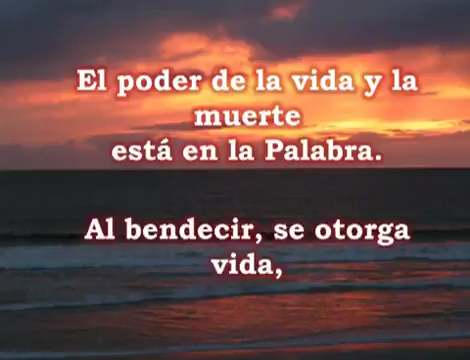 El poder de la vida y la
muerte
está en la Palabra.
Al bendecir, se otorga
vida,